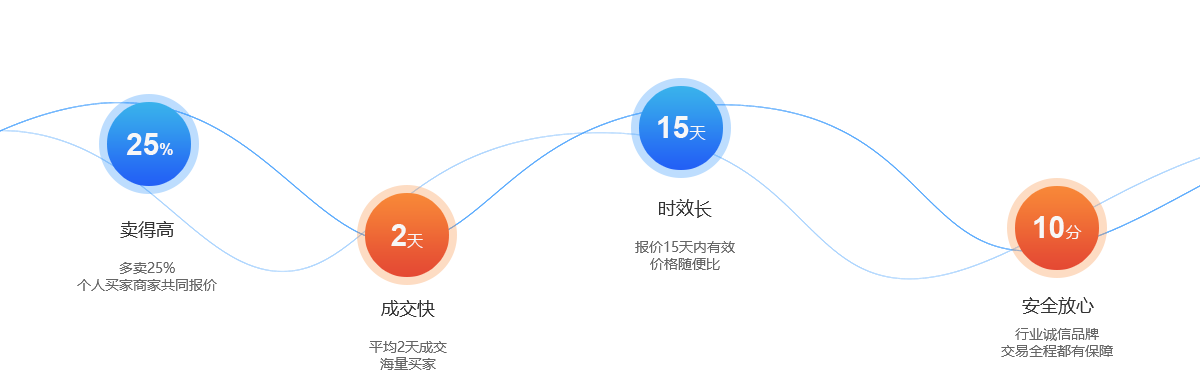 25%
卖得高
多卖25%
个人买家商家共同报价
2天
成交快
平均2天成交
海量买家
15天
时效长
报价15天内有效
价格随便比
10分
安全放心
行业诚信品牌
交易全程都有保障